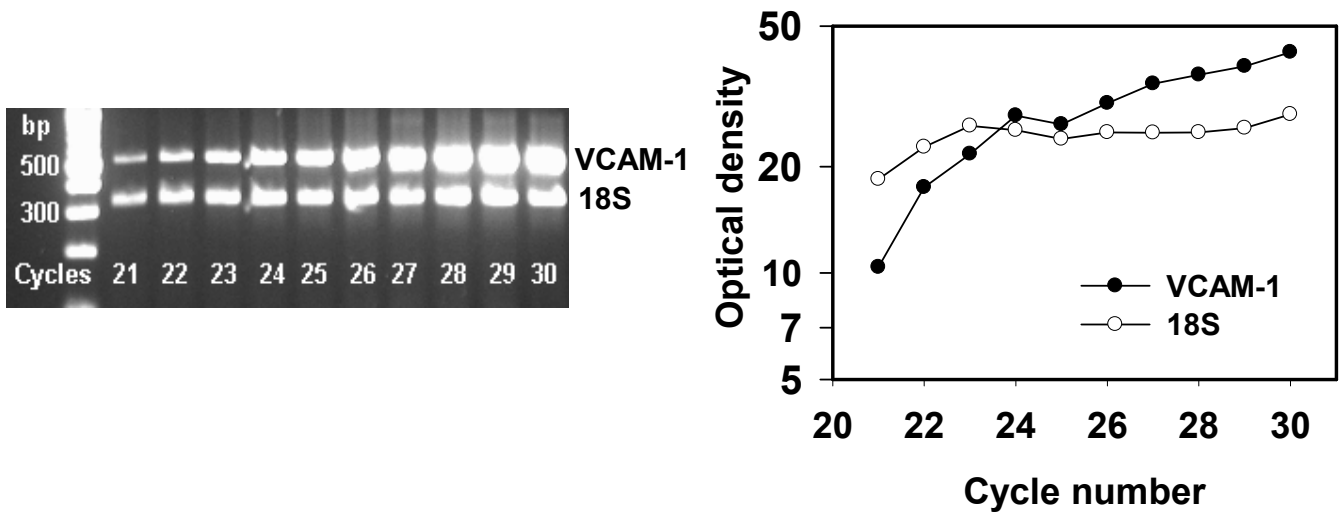 bp
500
300
Cycles 21 22 23 24 25 26 27 28 29 30
VCAM-1
18S
Optical density
50
20
10
7
5
20 22 24 26 28 30
Cycle number
VCAM-1
18S